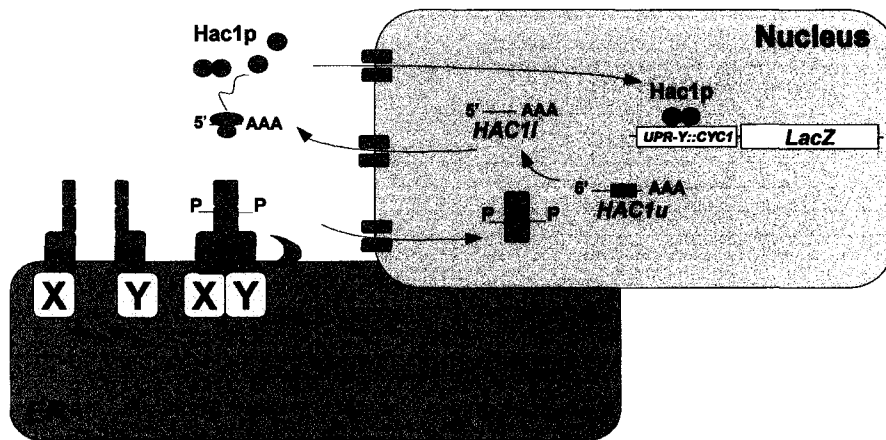 Hac1p
Nucleus
Hac1p
5' AAA
HAC1i
5' AAA
UPR-Y::CYC1 LacZ
5' AAA
HAC1u
P P
P P
X Y X Y